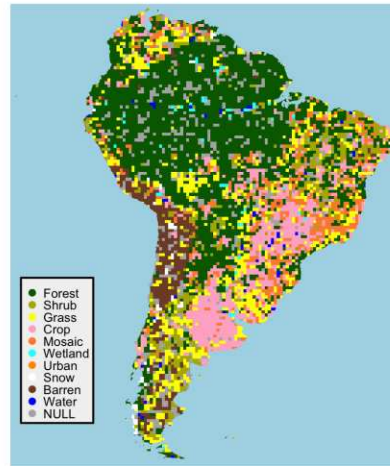 Forest
Shrub
Grass
Crop
Mosaic
Wetland
Urban
Snow
Barren
Water
NULL